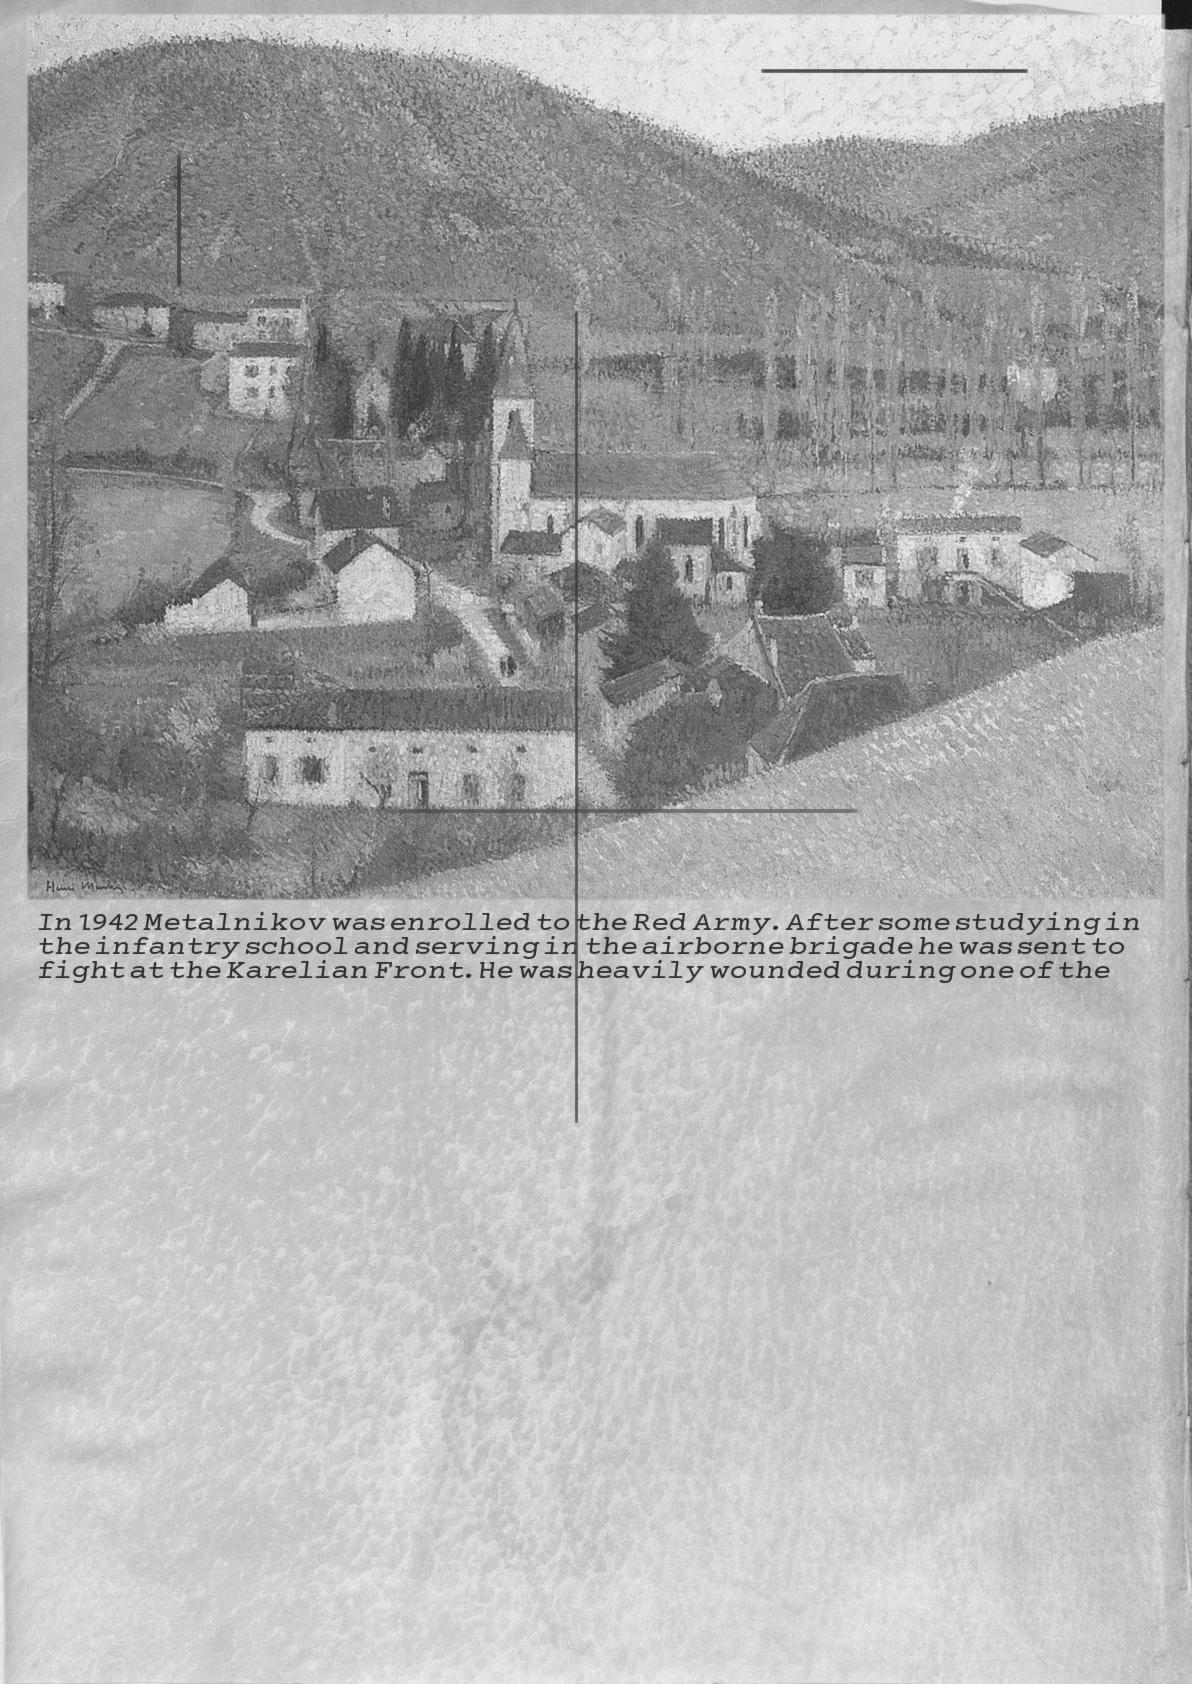 Henri Martin
In 1942 Metalnikov was enrolled to the Red Army. After some studying in
the infantry school and serving in the airborne brigade he was sent to
fight at the Karelian Front. He was heavily wounded during one of the